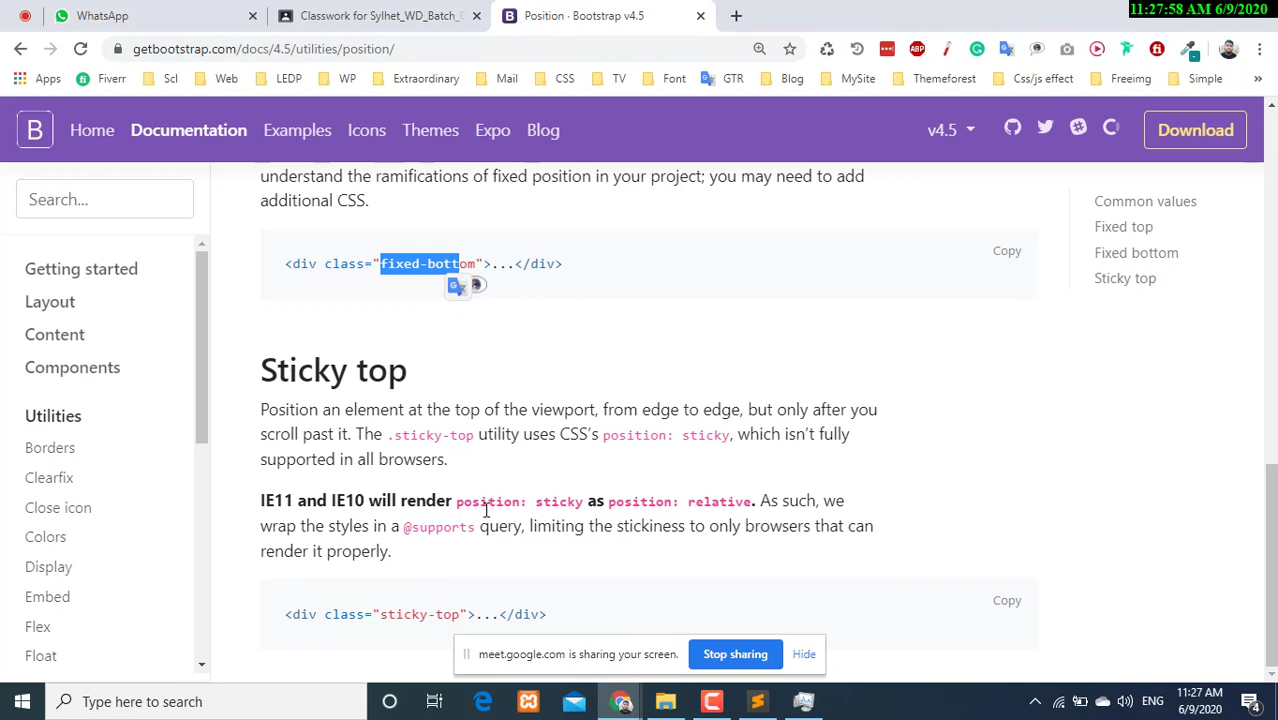 11:27:58 AM 6/9/2020
WhatsApp
Classwork for Sylhet_WD_Batch_
Position · Bootstrap v4.5
getbootstrap.com/docs/4.5/utilities/position/
Apps
Fiverr
Scl
Web
LEDP
WP
Extraordinary
Mail
CSS
TV
Font
GTR
Blog
MySite
Themeforest
Css/js effect
Freeimg
Simple
B
Home
Documentation
Examples
Icons
Themes
Expo
Blog
v4.5
Download
Search...
Getting started
Layout
Content
Components
Utilities
Borders
Clearfix
Close icon
Colors
Display
Embed
Flex
Float
understand the ramifications of fixed position in your project; you may need to add
additional CSS.
Copy
<div class="fixed-bottom">...</div>
Sticky top
Position an element at the top of the viewport, from edge to edge, but only after you
scroll past it. The .sticky-top utility uses CSS’s position: sticky, which isn’t fully
supported in all browsers.
IE11 and IE10 will render position: sticky as position: relative. As such, we
wrap the styles in a @supports query, limiting the stickiness to only browsers that can
render it properly.
Copy
<div class="sticky-top">...</div>
Common values
Fixed top
Fixed bottom
Sticky top
meet.google.com is sharing your screen.
Stop sharing
Hide
Type here to search
ENG
11:27 AM
6/9/2020
4